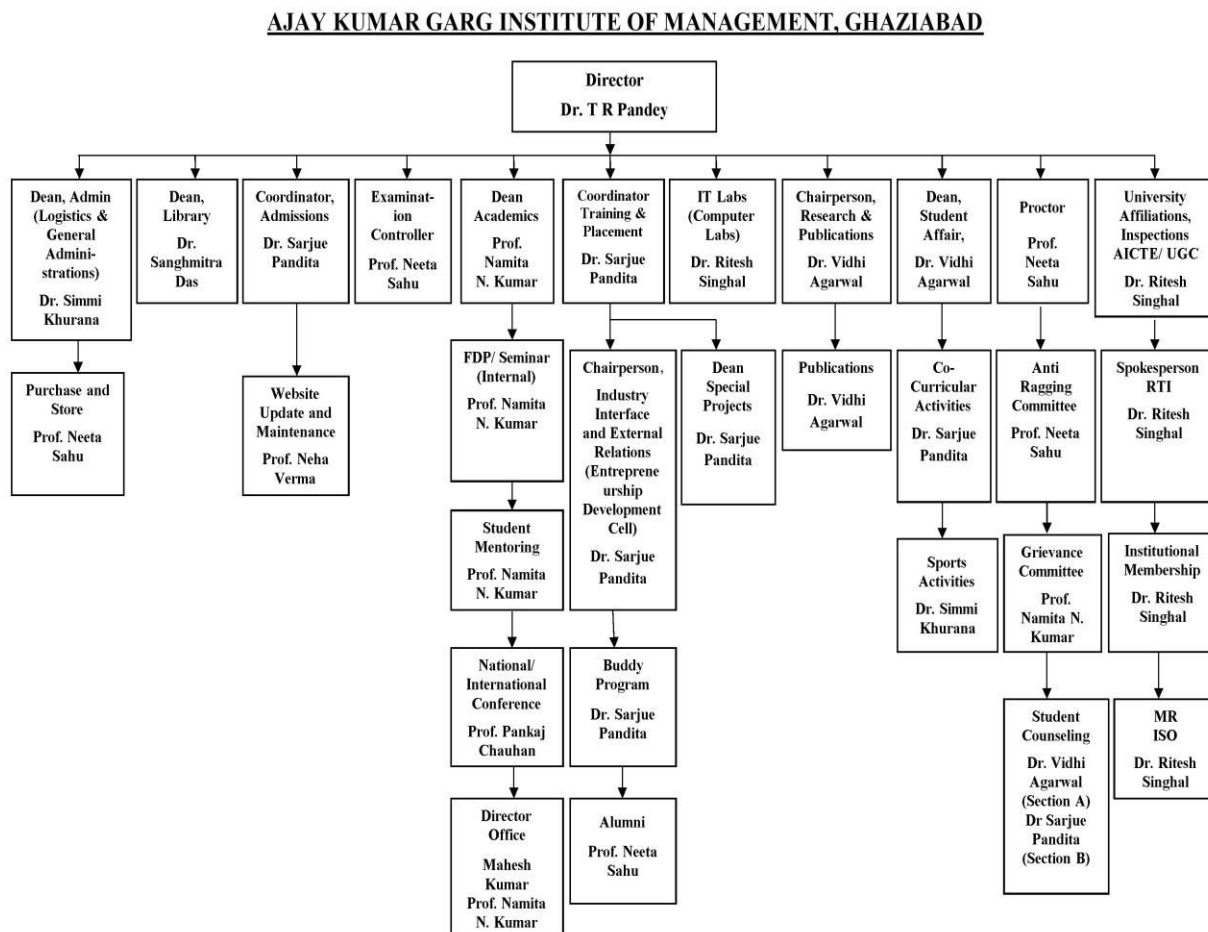 AJAY KUMAR GARG INSTITUTE OF MANAGEMENT, GHAZIABAD
Director
Dr. T R Pandey
Dean, Admin
(Logistics &
General
Admini-
strations)
Dr. Simmi
Khurana
Dean,
Library
Dr.
Sanghmitra
Das
Coordinator,
Admissions
Dr. Sarjue
Pandita
Examinat-
ion
Controller
Prof. Neeta
Sahu
Dean
Academics
Prof.
Namita
N. Kumar
Coordinator
Training &
Placement
Dr. Sarjue
Pandita
IT Labs
(Computer
Labs)
Dr. Ritesh
Singhal
Chairperson,
Research &
Publications
Dr. Vidhi
Agarwal
Dean,
Student
Affair,
Dr. Vidhi
Agarwal
Proctor
Prof.
Neeta
Sahu
University
Affiliations,
Inspections
AICTE/ UGC
Dr. Ritesh
Singhal
Purchase and
Store
Prof. Neeta
Sahu
Website
Update and
Maintenance
Prof. Neha
Verma
FDP/ Seminar
(Internal)
Prof. Namita
N. Kumar
Chairperson,
Industry
Interface
and External
Relations
(Entreprene
urship
Development
Cell)
Dr. Sarjue
Pandita
Dean
Special
Projects
Dr. Sarjue
Pandita
Publications
Dr. Vidhi
Agarwal
Co-
Curricular
Activities
Dr. Sarjue
Pandita
Anti
Ragging
Committee
Prof. Neeta
Sahu
Spokesperson
RTI
Dr. Ritesh
Singhal
Student
Mentoring
Prof. Namita
N. Kumar
Sports
Activities
Dr. Simmi
Khurana
Grievance
Committee
Prof.
Namita N.
Kumar
Institutional
Membership
Dr. Ritesh
Singhal
National/
International
Conference
Prof. Pankaj
Chauhan
Buddy
Program
Dr. Sarjue
Pandita
Student
Counseling
Dr. Vidhi
Agarwal
(Section A)
Dr Sarjue
Pandita
(Section B)
MR
ISO
Dr. Ritesh
Singhal
Director
Office
Mahesh
Kumar
Prof. Namita
N. Kumar
Alumni
Prof. Neeta
Sahu